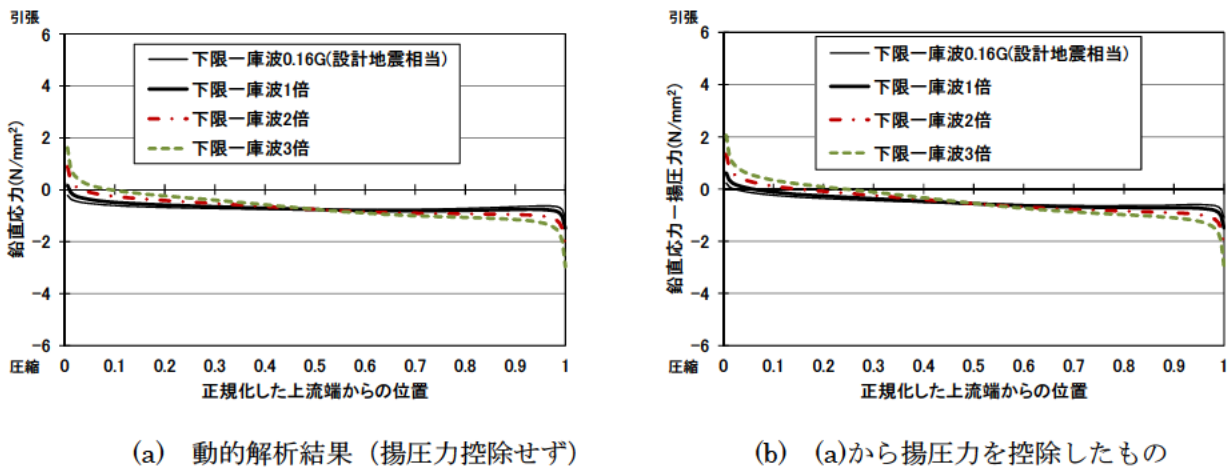 引張
6
4
2
0
-2
-4
-6
圧縮
鉛直応力(N/mm²)
下限一庫波0.16G(設計地震相当)
下限一庫波1倍
下限一庫波2倍
下限一庫波3倍
0 0.1 0.2 0.3 0.4 0.5 0.6 0.7 0.8 0.9 1
正規化した上流端からの位置
(a) 動的解析結果（揚圧力控除せず）
引張
6
4
2
0
-2
-4
-6
圧縮
鉛直応力－揚圧力(N/mm²)
下限一庫波0.16G(設計地震相当)
下限一庫波1倍
下限一庫波2倍
下限一庫波3倍
0 0.1 0.2 0.3 0.4 0.5 0.6 0.7 0.8 0.9 1
正規化した上流端からの位置
(b) (a)から揚圧力を控除したもの